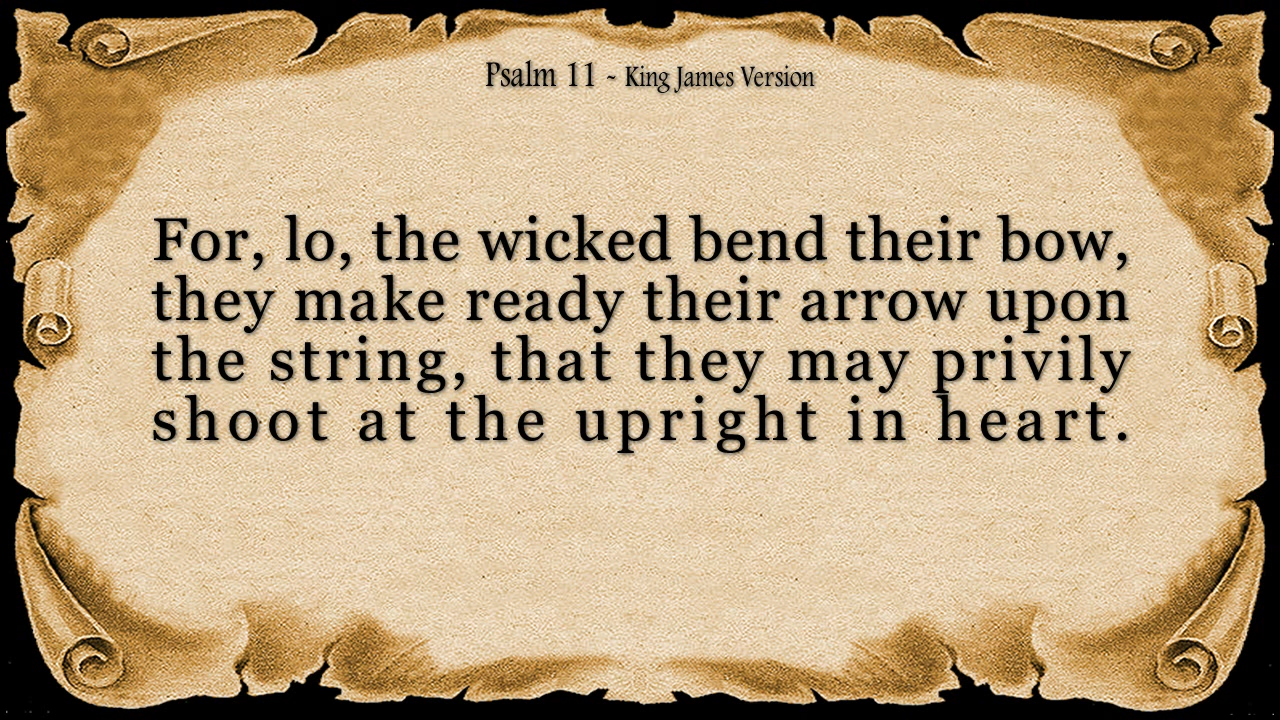 Psalm 11 - King James Version
For, lo, the wicked bend their bow,
they make ready their arrow upon
the string, that they may privily
shoot at the upright in heart.